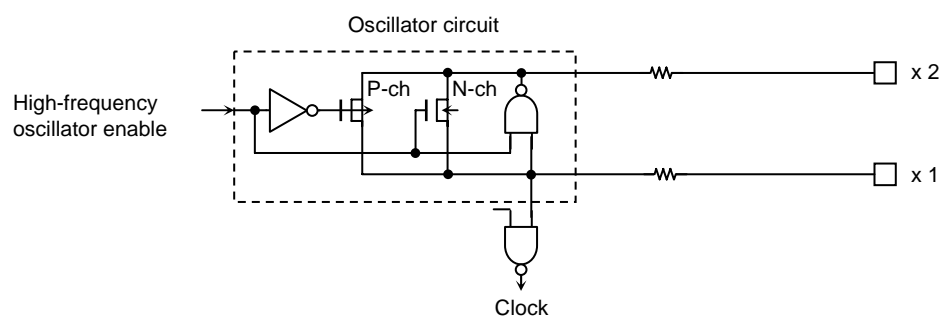 Oscillator circuit
P-ch
N-ch
x 2
High-frequency
oscillator enable
x 1
Clock